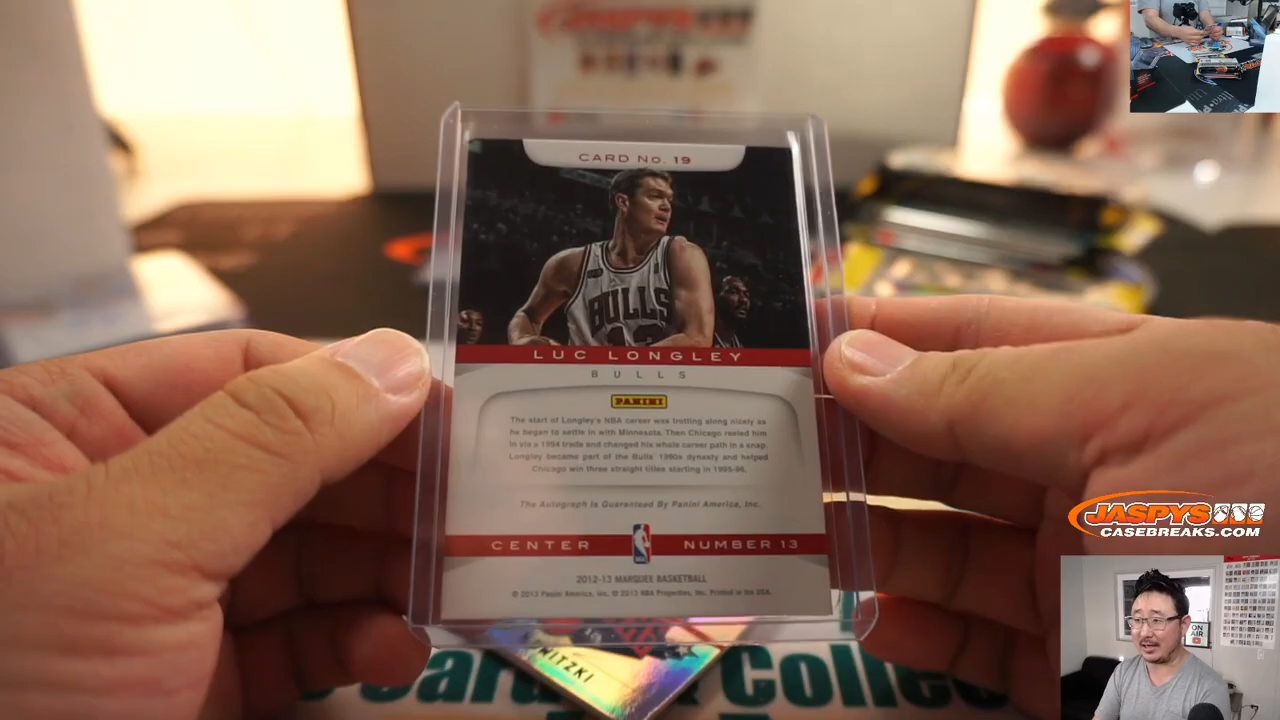 JASPYS
CARD No. 19
BULLS
13
LUC LONGLEY
BULLS
PANINI
The start of Longley's NBA career was trotting along nicely as
he began to settle in with Minnesota. Then Chicago reeled him
in via a 1994 trade and changed his whole career path in a snap.
Longley became part of the Bulls' 1990s dynasty and helped
Chicago win three straight titles starting in 1995-96.
The Autograph is Guaranteed By Panini America, Inc.
CENTER NUMBER 13
2012-13 MARQUEE BASKETBALL
© 2013 Panini America, Inc. © 2013 NBA Properties, Inc. Printed in the USA.
JASPYS
CASEBREAKS.COM
ON
AIR